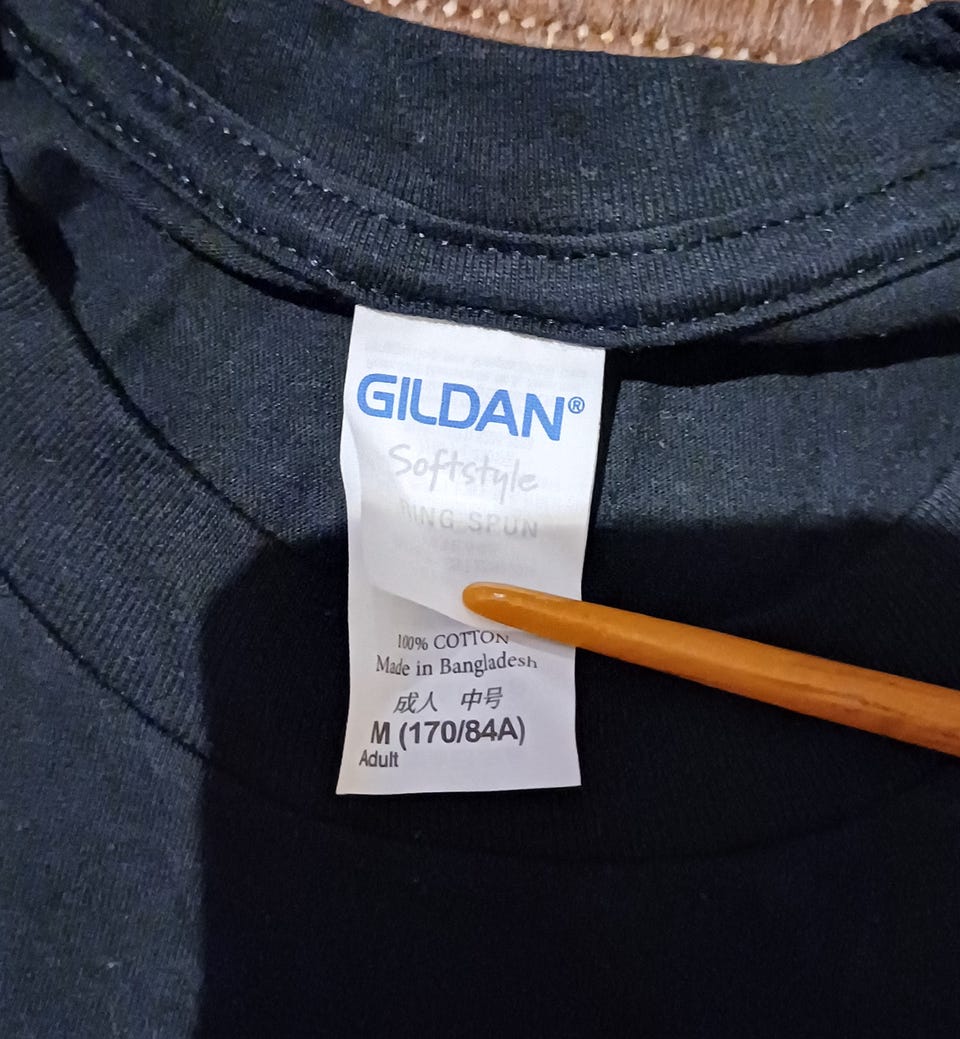 GILDAN®
Softstyle
RING SPUN
100% COTTON
Made in Bangladesh
成人 中号
M (170/84A)
Adult